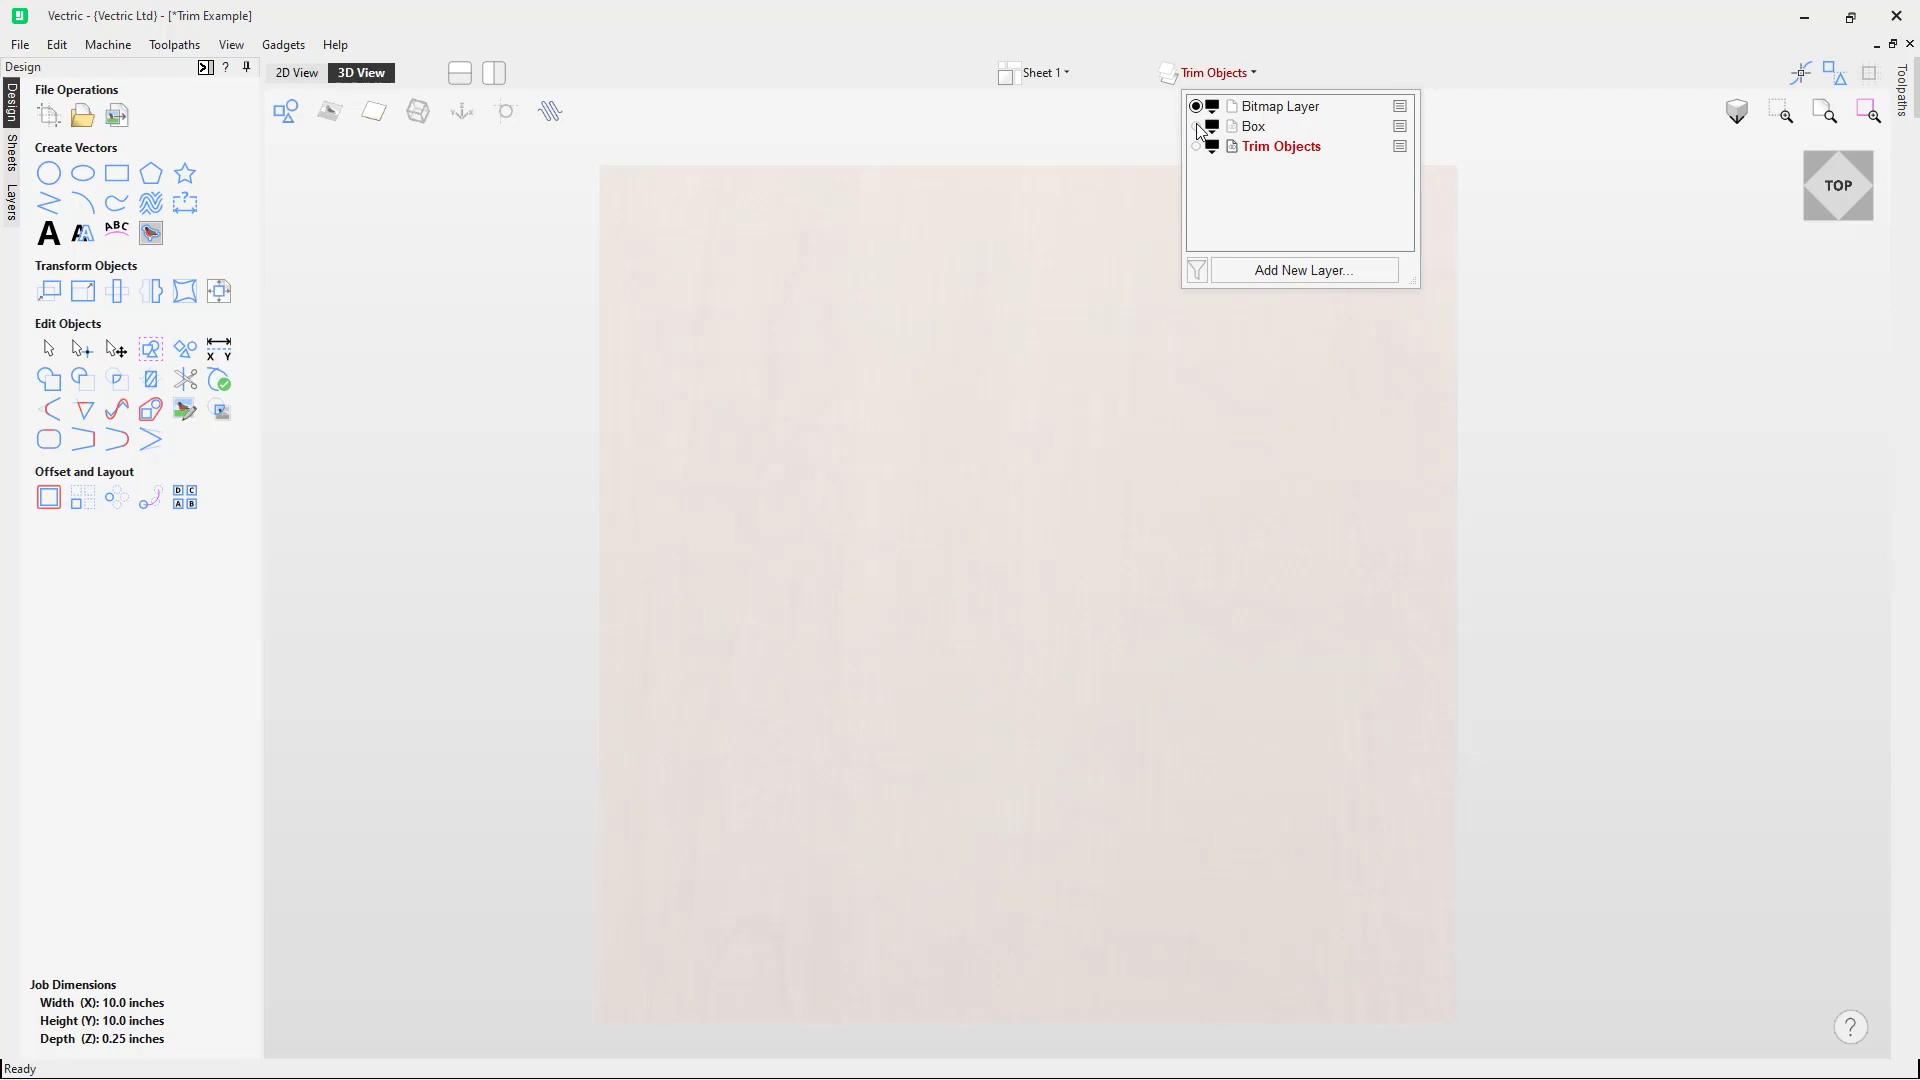 Vectric - {Vectric Ltd} - [*Trim Example]
File Edit Machine Toolpaths View Gadgets Help
Design
2D View 3D View
Sheet 1
Trim Objects
Toolpaths
Design
Sheets
Layers
File Operations
Create Vectors
A A A ABC
Transform Objects
Edit Objects
X Y
Offset and Layout
D C
A B
Bitmap Layer
Box
Trim Objects
Add New Layer...
TOP
Job Dimensions
Width (X): 10.0 inches
Height (Y): 10.0 inches
Depth (Z): 0.25 inches
Ready